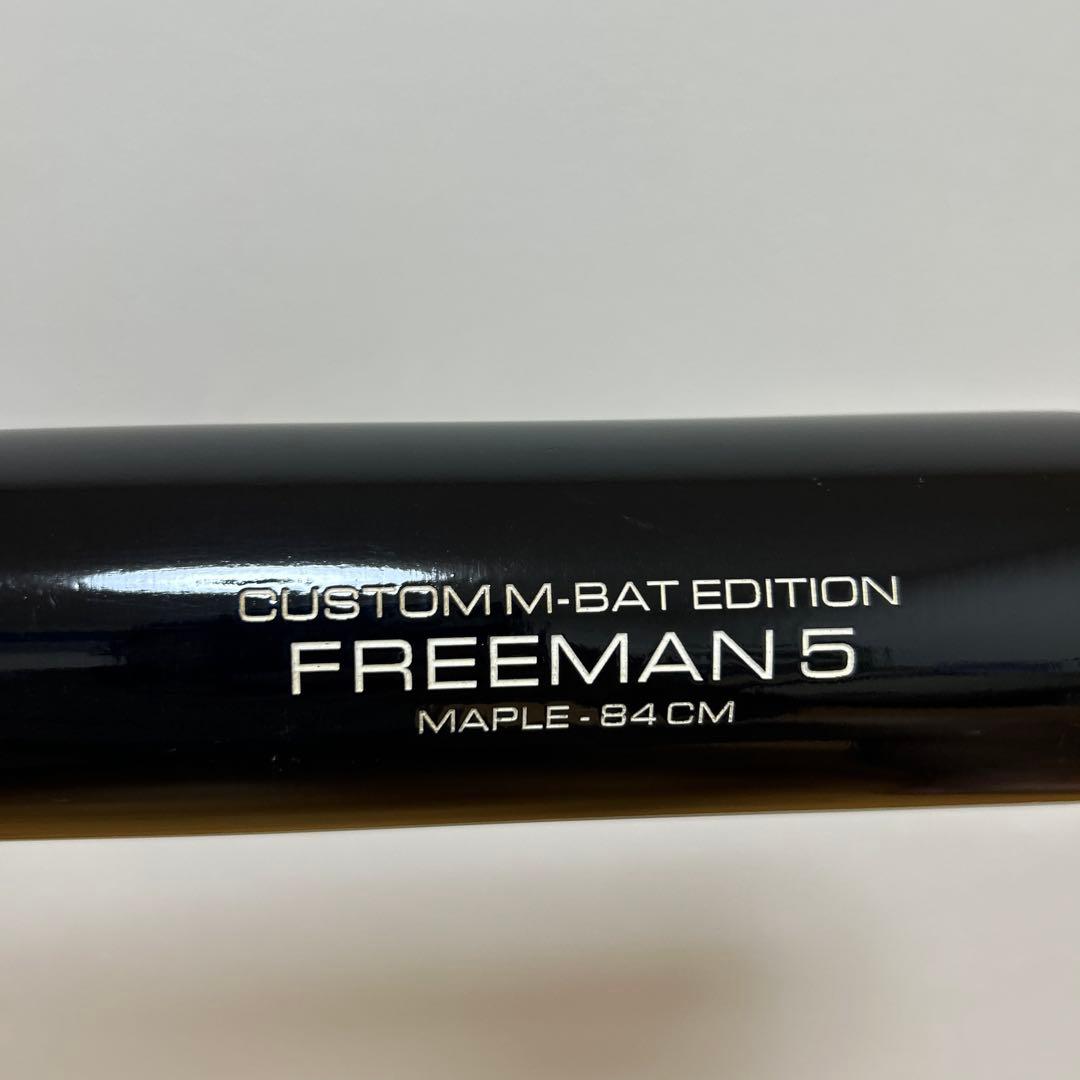 CUSTOM M-BAT EDITION
FREEMAN 5
MAPLE - 84 CM